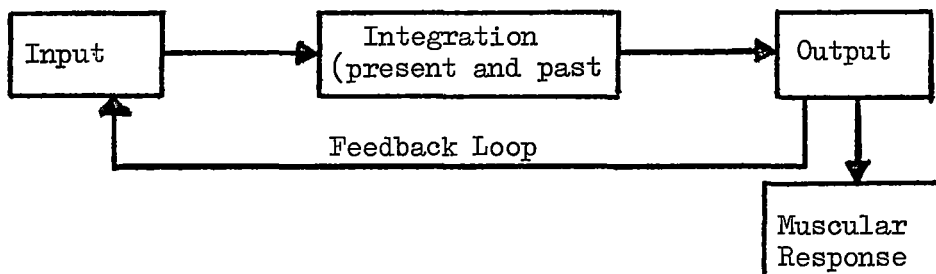 Input
Integration
(present and past
Output
Feedback Loop
Muscular
Response